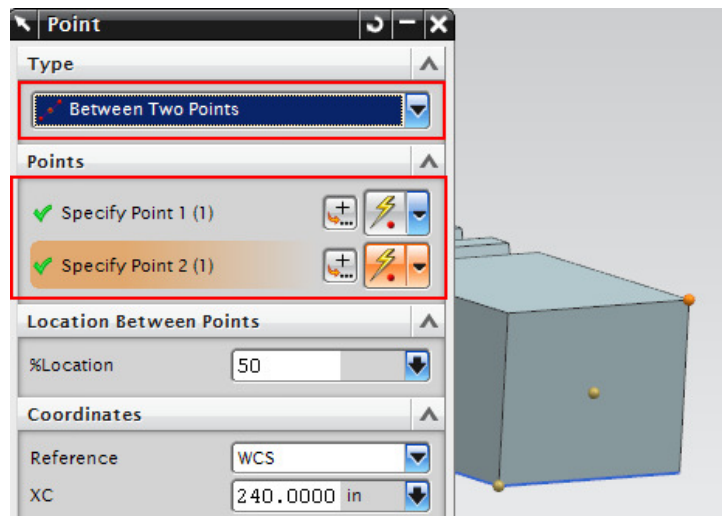 Point
Type
Between Two Points
Points
Specify Point 1 (1)
Specify Point 2 (1)
Location Between Points
%Location 50
Coordinates
Reference WCS
XC 240.0000 in